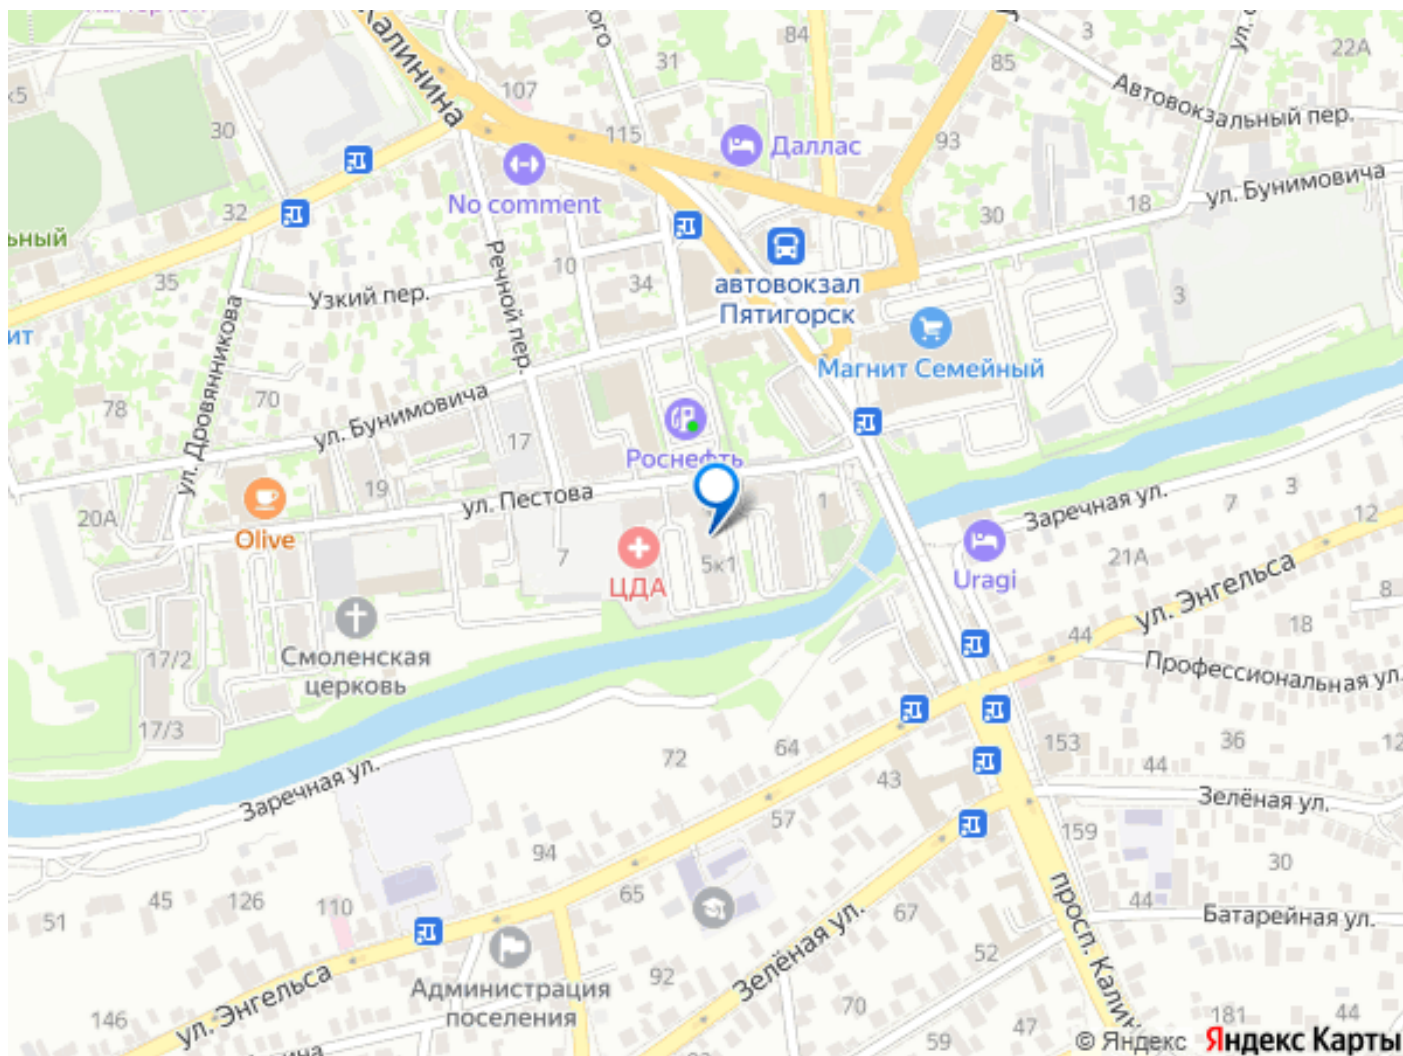 Калинина
107
115
31
84
85
3
22А
Автовокзальный пер.
93
30
Даллас
No comment
32
ул. Бунимовича
18
30
ьный
35
Узкий пер.
10
34
Речной пер.
автовокзал
Пятигорск
3
ит
Магнит Семейный
ул. Дровянникова
78
70
ул. Бунимовича
17
Роснефть
19
ул. Пестова
20А
Olive
1
Заречная ул.
7
3
12
7
ЦДА
5к1
21А
Uragi
ул. Энгельса
8
18
44
Смоленская
церковь
17/2
Профессиональная ул.
17/3
72
64
153
36
12
44
43
Заречная ул.
Зелёная ул.
57
159
94
30
65
51
45
126
110
44
67
Батарейная ул.
просп. Калин
52
Зелёная ул.
92
Администрация
поселения
70
146
ул. Энгельса
47
59
181
44
© Яндекс Яндекс Карты